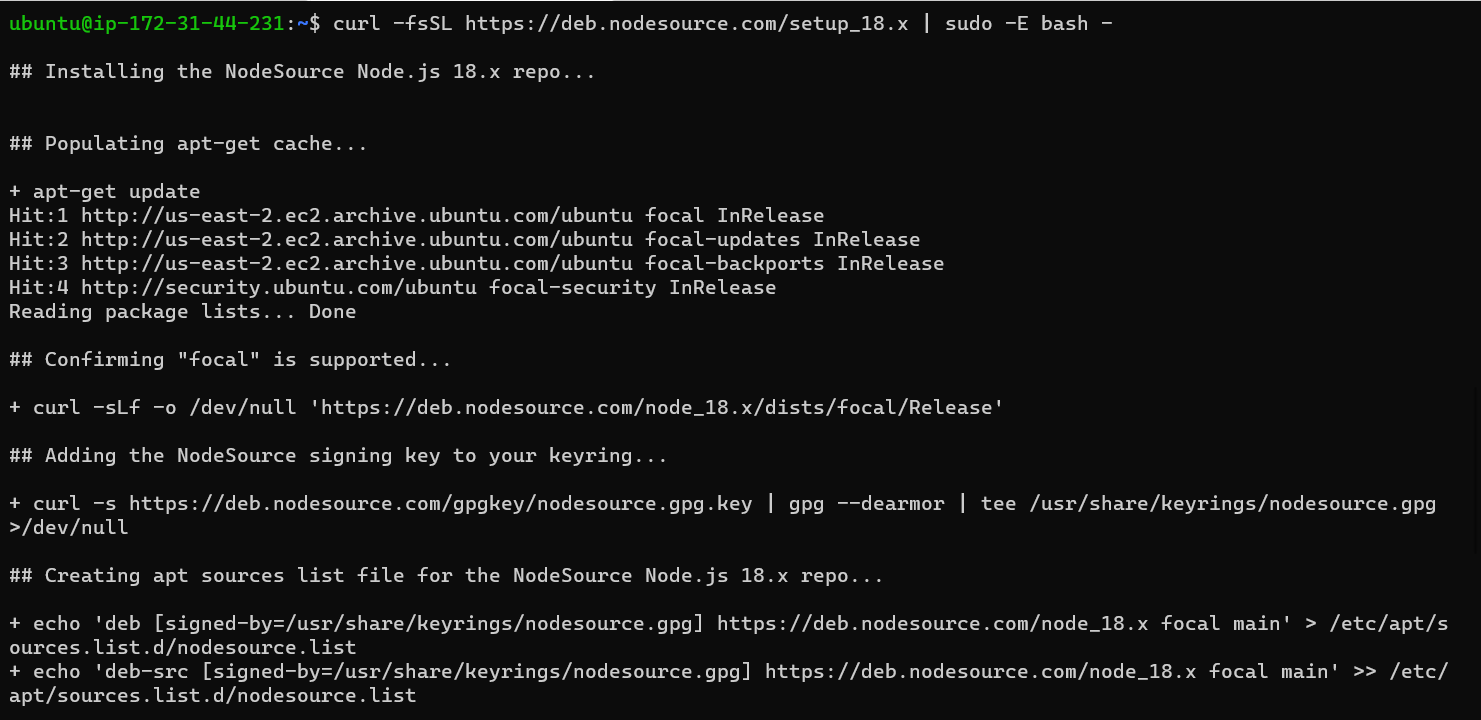 ubuntu@ip-172-31-44-231:~$ curl -fsSL https://deb.nodesource.com/setup_18.x | sudo -E bash -
## Installing the NodeSource Node.js 18.x repo...
## Populating apt-get cache...
+ apt-get update
Hit:1 http://us-east-2.ec2.archive.ubuntu.com/ubuntu focal InRelease
Hit:2 http://us-east-2.ec2.archive.ubuntu.com/ubuntu focal-updates InRelease
Hit:3 http://us-east-2.ec2.archive.ubuntu.com/ubuntu focal-backports InRelease
Hit:4 http://security.ubuntu.com/ubuntu focal-security InRelease
Reading package lists... Done
## Confirming "focal" is supported...
+ curl -sLf -o /dev/null 'https://deb.nodesource.com/node_18.x/dists/focal/Release'
## Adding the NodeSource signing key to your keyring...
+ curl -s https://deb.nodesource.com/gpgkey/nodesource.gpg.key | gpg --dearmor | tee /usr/share/keyrings/nodesource.gpg
>/dev/null
## Creating apt sources list file for the NodeSource Node.js 18.x repo...
+ echo 'deb [signed-by=/usr/share/keyrings/nodesource.gpg] https://deb.nodesource.com/node_18.x focal main' > /etc/apt/s
ources.list.d/nodesource.list
+ echo 'deb-src [signed-by=/usr/share/keyrings/nodesource.gpg] https://deb.nodesource.com/node_18.x focal main' >> /etc/
apt/sources.list.d/nodesource.list